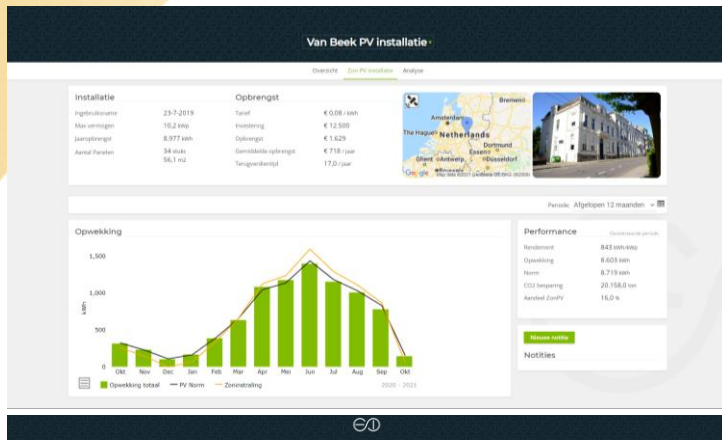 Van Beek PV installatie
Overzicht Zon PV installatie Analyse
Installatie
Ingebruikname 23-7-2019
Max vermogen 10,2 kWp
Jaaropbrengst 8.977 kWh
Aantal Panelen 34 stuks
56,1 m2
Opbrengst
Tarief € 0,08 / kWh
Investering € 12.500
Opbrengst € 1.629
Gemiddelde opbrengst € 718 / jaar
Terugverdientijd 17,0 / jaar
Bremen
Amsterdam
The Hague Netherlands
Dortmund
Essen
Ghent Antwerp Düsseldorf
Brussels
Google
Periode: Afgelopen 12 maanden
Opwekking
1,500
1,000
kWh
500
0
Okt Nov Dec Jan Feb Mar Apr Mei Jun Jul Aug Sep Okt
Opwekking totaal PV Norm Zoninstraling
2020 - 2021
Performance
Rendement 843 kWh/kWp
Opwekking 8.603 kWh
Norm 8.719 kWh
CO2 besparing 20.158,0 ton
Aandeel ZonPV 16,0 %
Nieuwe notitie
Notities